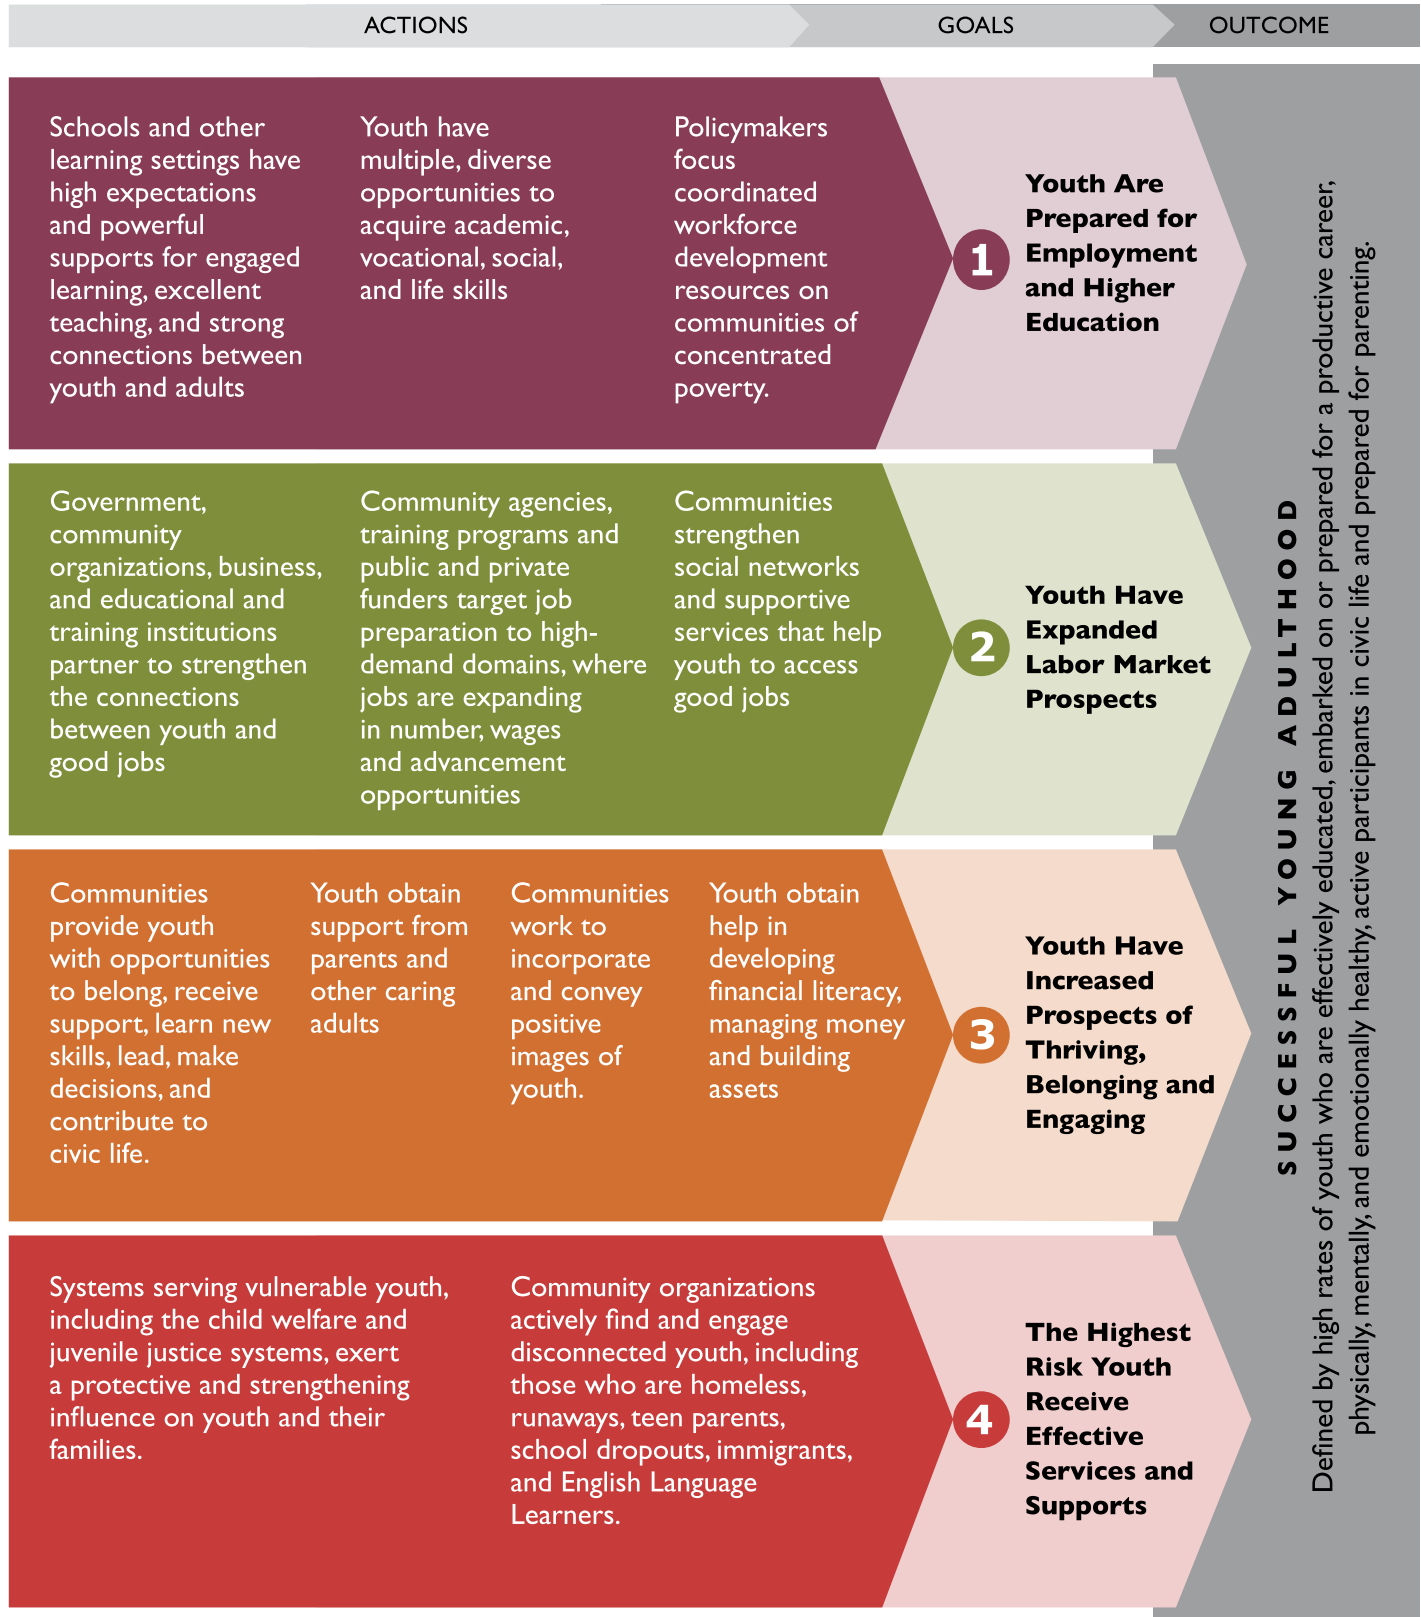 ACTIONS
GOALS
OUTCOME
Schools and other
learning settings have
high expectations
and powerful
supports for engaged
learning, excellent
teaching, and strong
connections between
youth and adults
Youth have
multiple, diverse
opportunities to
acquire academic,
vocational, social,
and life skills
Policymakers
focus
coordinated
workforce
development
resources on
communities of
concentrated
poverty.
1
Youth Are
Prepared for
Employment
and Higher
Education
Government,
community
organizations, business,
and educational and
training institutions
partner to strengthen
the connections
between youth and
good jobs
Community agencies,
training programs and
public and private
funders target job
preparation to high-
demand domains, where
jobs are expanding
in number, wages
and advancement
opportunities
Communities
strengthen
social networks
and supportive
services that help
youth to access
good jobs
2
Youth Have
Expanded
Labor Market
Prospects
Communities
provide youth
with opportunities
to belong, receive
support, learn new
skills, lead, make
decisions, and
contribute to
civic life.
Youth obtain
support from
parents and
other caring
adults
Communities
work to
incorporate
and convey
positive
images of
youth.
Youth obtain
help in
developing
financial literacy,
managing money
and building
assets
3
Youth Have
Increased
Prospects of
Thriving,
Belonging and
Engaging
Systems serving vulnerable youth,
including the child welfare and
juvenile justice systems, exert
a protective and strengthening
influence on youth and their
families.
Community organizations
actively find and engage
disconnected youth, including
those who are homeless,
runaways, teen parents,
school dropouts, immigrants,
and English Language
Learners.
4
The Highest
Risk Youth
Receive
Effective
Services and
Supports
SUCCESSFUL YOUNG ADULTHOOD
Defined by high rates of youth who are effectively educated, embarked on or prepared for a productive career,
physically, mentally, and emotionally healthy, active participants in civic life and prepared for parenting.